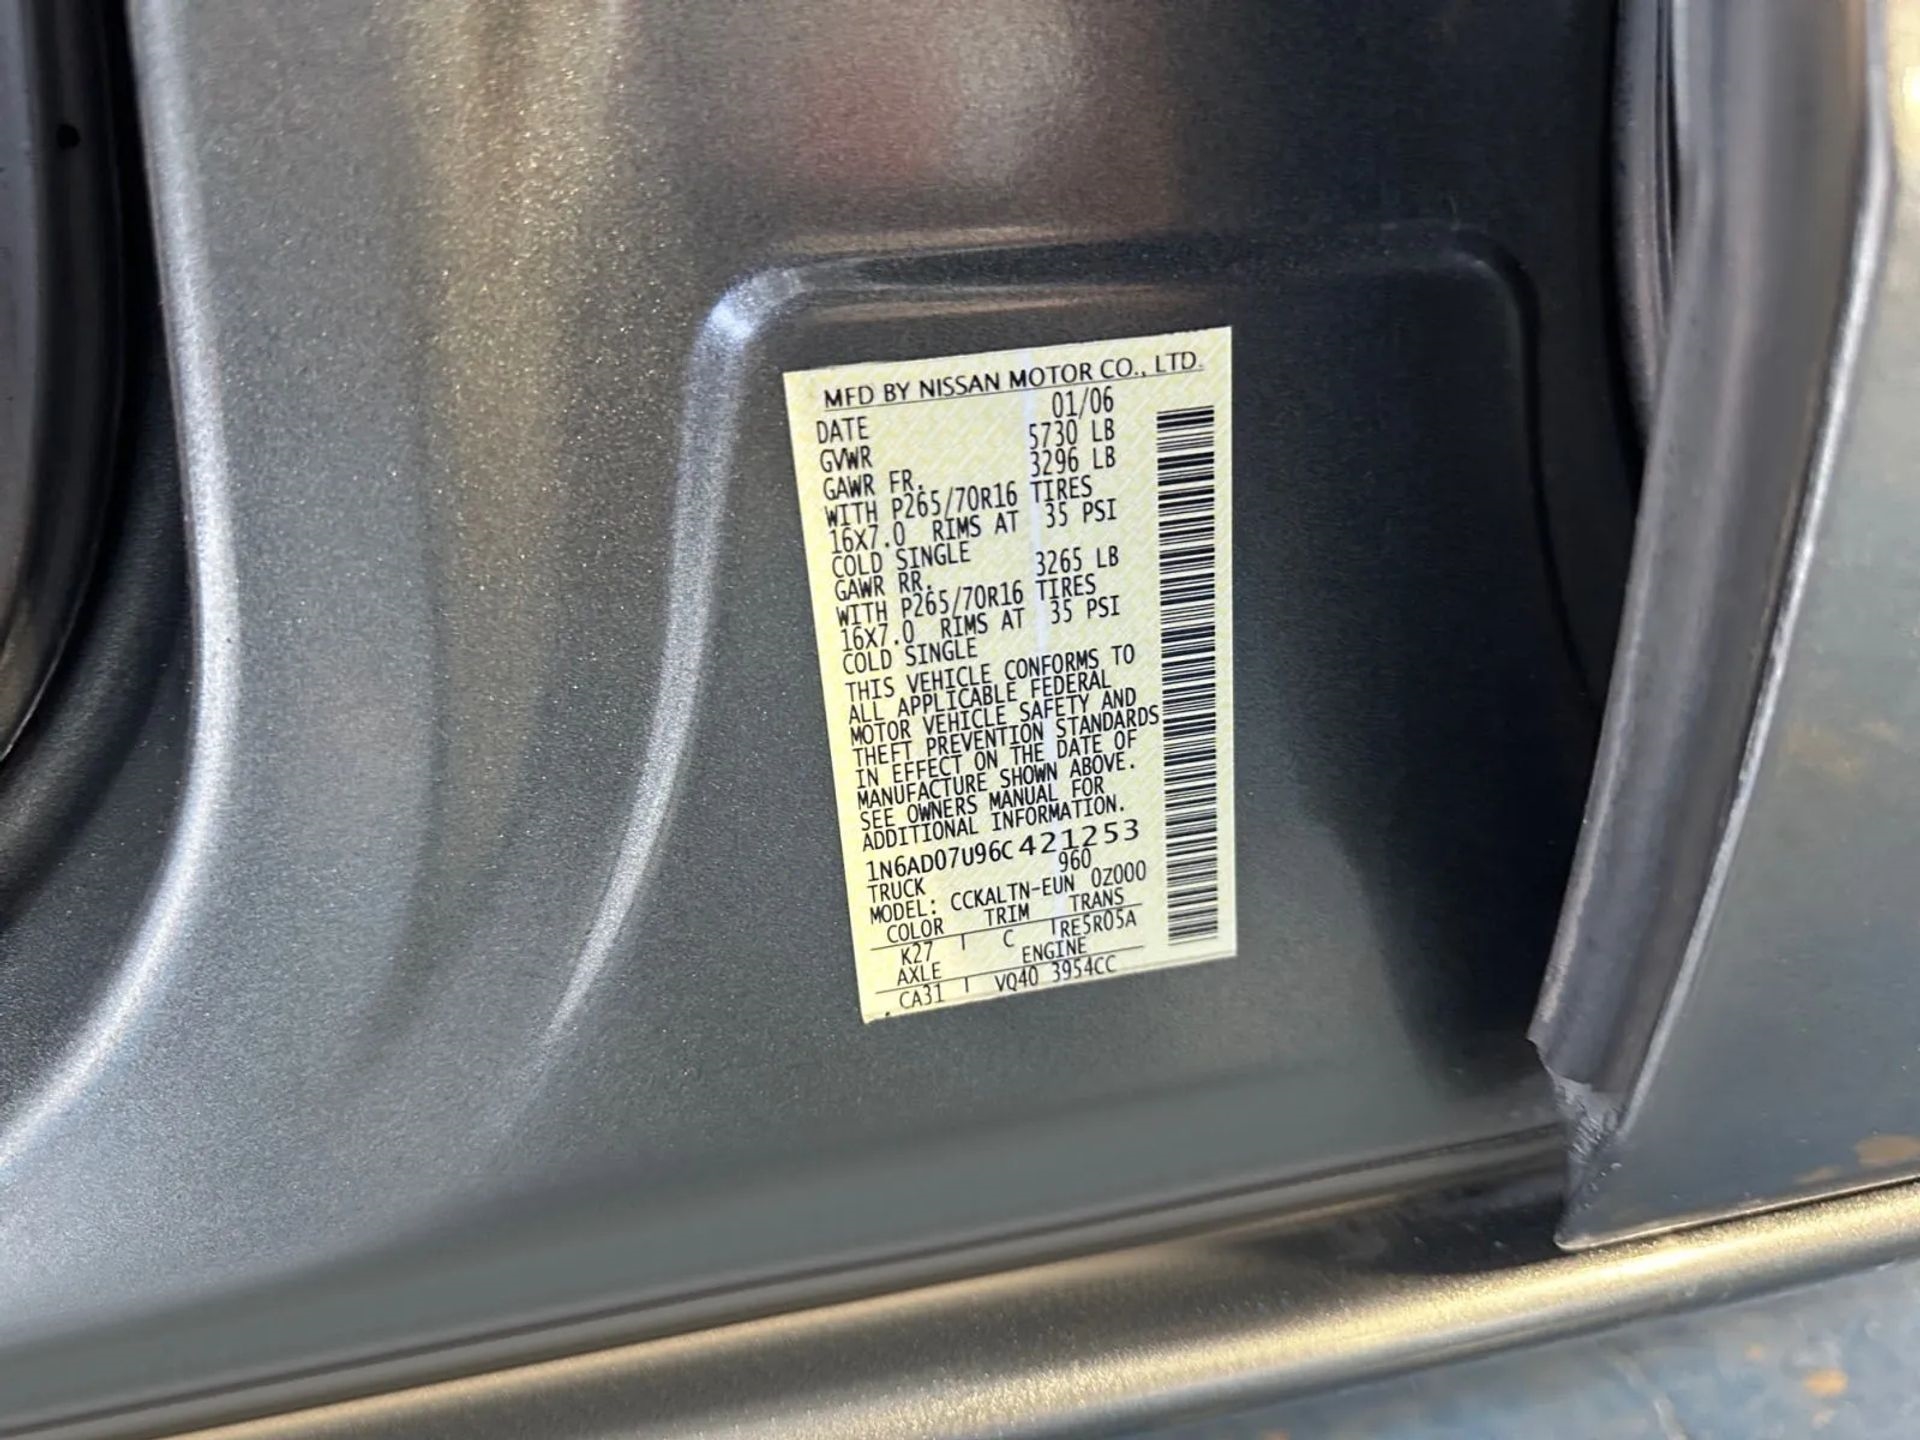 MFD BY NISSAN MOTOR CO., LTD.
DATE 01/06
GVWR 5730 LB
GAWR FR. 3296 LB
WITH P265/70R16 TIRES
16X7.0 RIMS AT 35 PSI
COLD SINGLE
GAWR RR. 3265 LB
WITH P265/70R16 TIRES
16X7.0 RIMS AT 35 PSI
COLD SINGLE
THIS VEHICLE CONFORMS TO
ALL APPLICABLE FEDERAL
MOTOR VEHICLE SAFETY AND
THEFT PREVENTION STANDARDS
IN EFFECT ON THE DATE OF
MANUFACTURE SHOWN ABOVE.
SEE OWNERS MANUAL FOR
ADDITIONAL INFORMATION.
1N6AD07U96C421253
TRUCK 960
MODEL: CCKALTN-EUN 0Z000
COLOR TRIM TRANS
K27 C RE5R05A
AXLE ENGINE
CA31 VQ40 3954CC